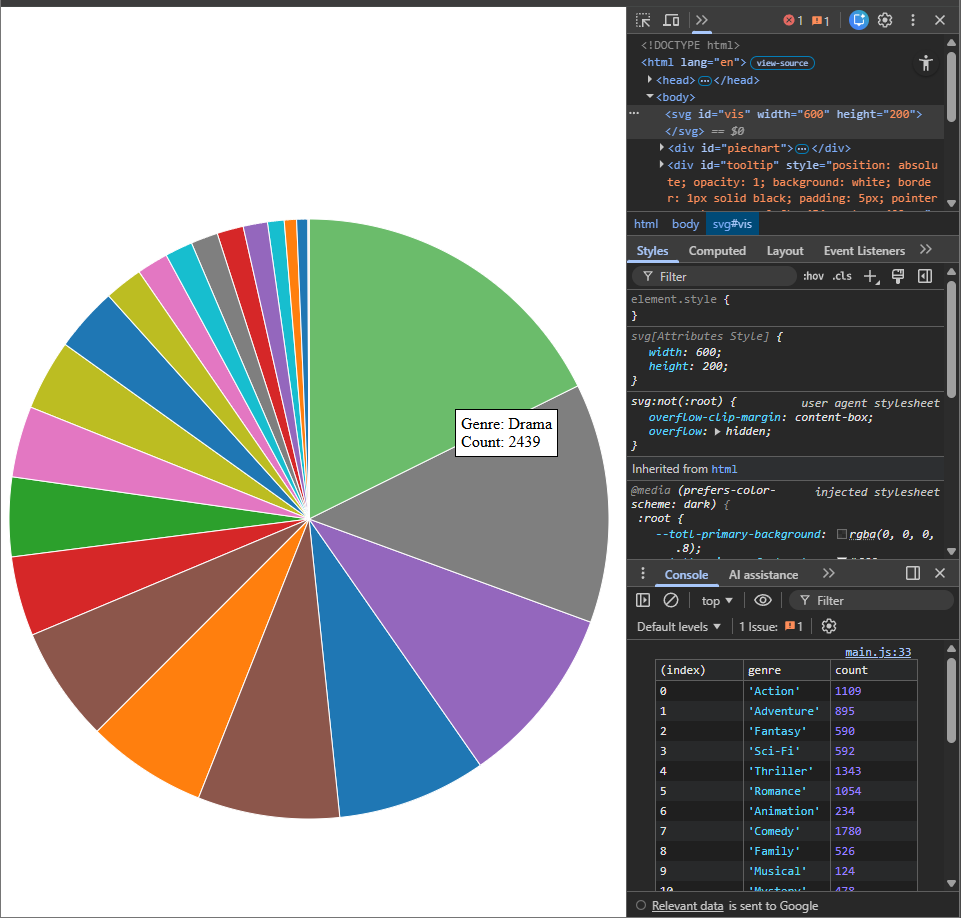 Genre: Drama
Count: 2439
1 1
<!DOCTYPE html>
<html lang="en"> view-source
<head> </head>
<body>
<svg id="vis" width="600" height="200">
</svg> == $0
<div id="piechart"> </div>
<div id="tooltip" style="position: absolu
te; opacity: 1; background: white; borde
r: 1px solid black; padding: 5px; pointer
html body svg#vis
Styles Computed Layout Event Listeners
Filter :hov .cls
element.style {
}
svg[Attributes Style] {
width: 600;
height: 200;
}
svg:not(:root) { user agent stylesheet
overflow-clip-margin: content-box;
overflow: hidden;
}
Inherited from html
@media (prefers-color- injected stylesheet
scheme: dark) {
:root {
--totl-primary-background: rgba(0, 0, 0,
.8);
Console AI assistance
top Filter
Default levels 1 Issue: 1
main.js:33
(index) genre count
0 'Action' 1109
1 'Adventure' 895
2 'Fantasy' 590
3 'Sci-Fi' 592
4 'Thriller' 1343
5 'Romance' 1054
6 'Animation' 234
7 'Comedy' 1780
8 'Family' 526
9 'Musical' 124
10 'Mystery' 478
Relevant data is sent to Google